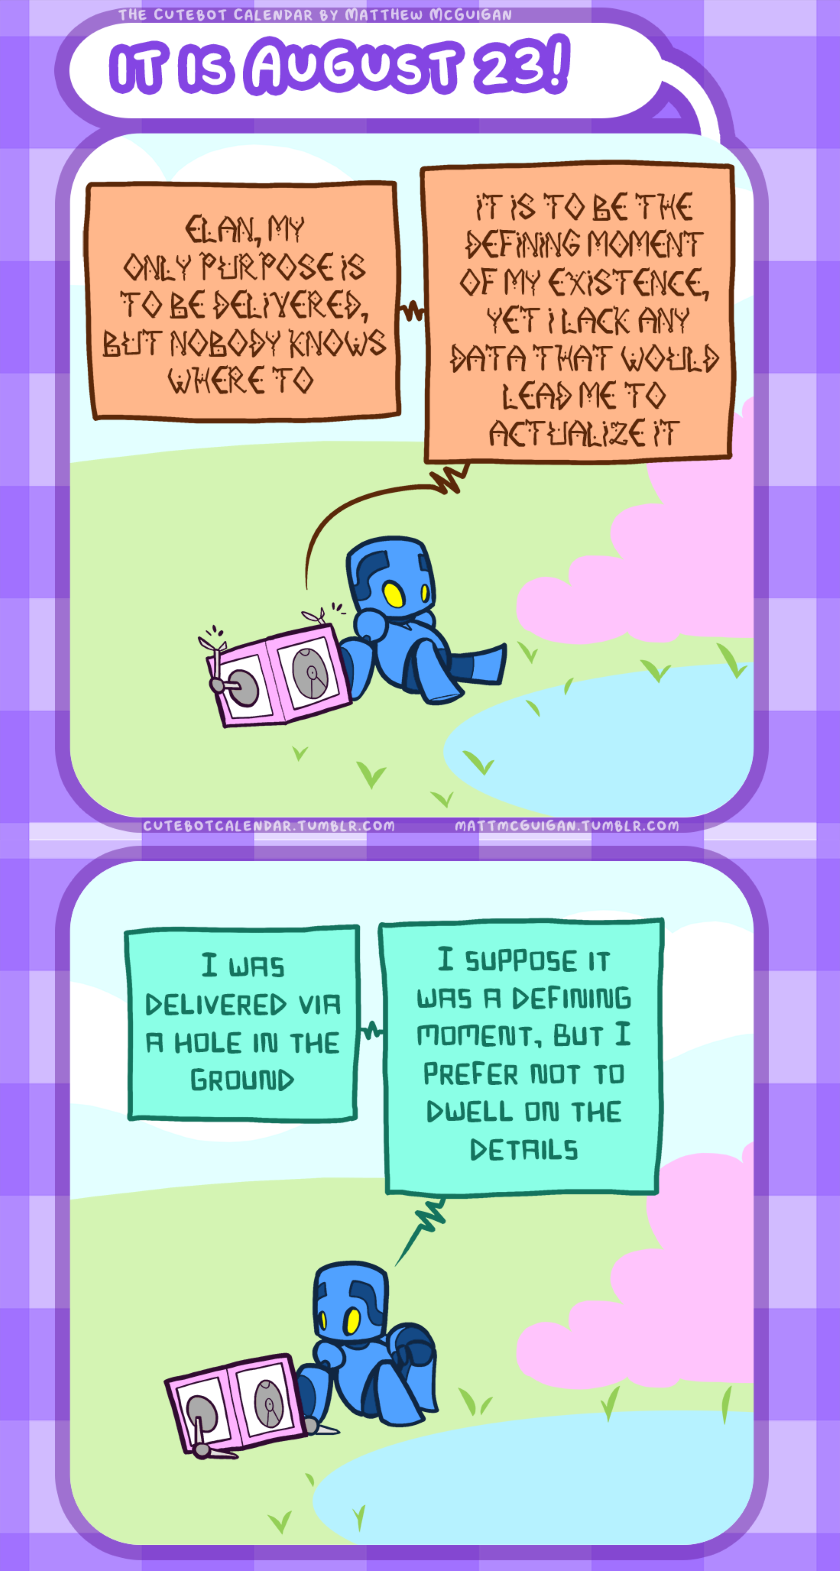 THE CUTEBOT CALENDAR BY MATTHEW MCGUIGAN
IT IS AUGUST 23!
ELAN, MY
ONLY PURPOSE IS
TO BE DELIVERED,
BUT NOBODY KNOWS
WHERE TO
IT IS TO BE THE
DEFINING MOMENT
OF MY EXISTENCE,
YET I LACK ANY
DATA THAT WOULD
LEAD ME TO
ACTUALIZE IT
CUTEBOTCALENDAR.TUMBLR.COM
MATTMCGUIGAN.TUMBLR.COM
I WAS
DELIVERED VIA
A HOLE IN THE
GROUND
I SUPPOSE IT
WAS A DEFINING
MOMENT, BUT I
PREFER NOT TO
DWELL ON THE
DETAILS